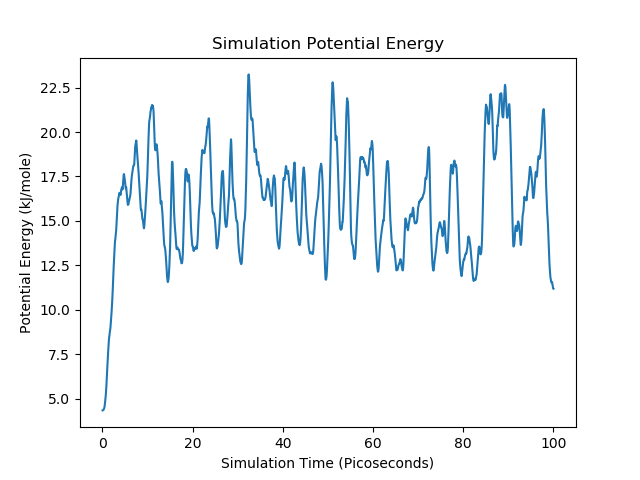 Simulation Potential Energy
Potential Energy (kJ/mole)
22.5
20.0
17.5
15.0
12.5
10.0
7.5
5.0
0 20 40 60 80 100
Simulation Time (Picoseconds)